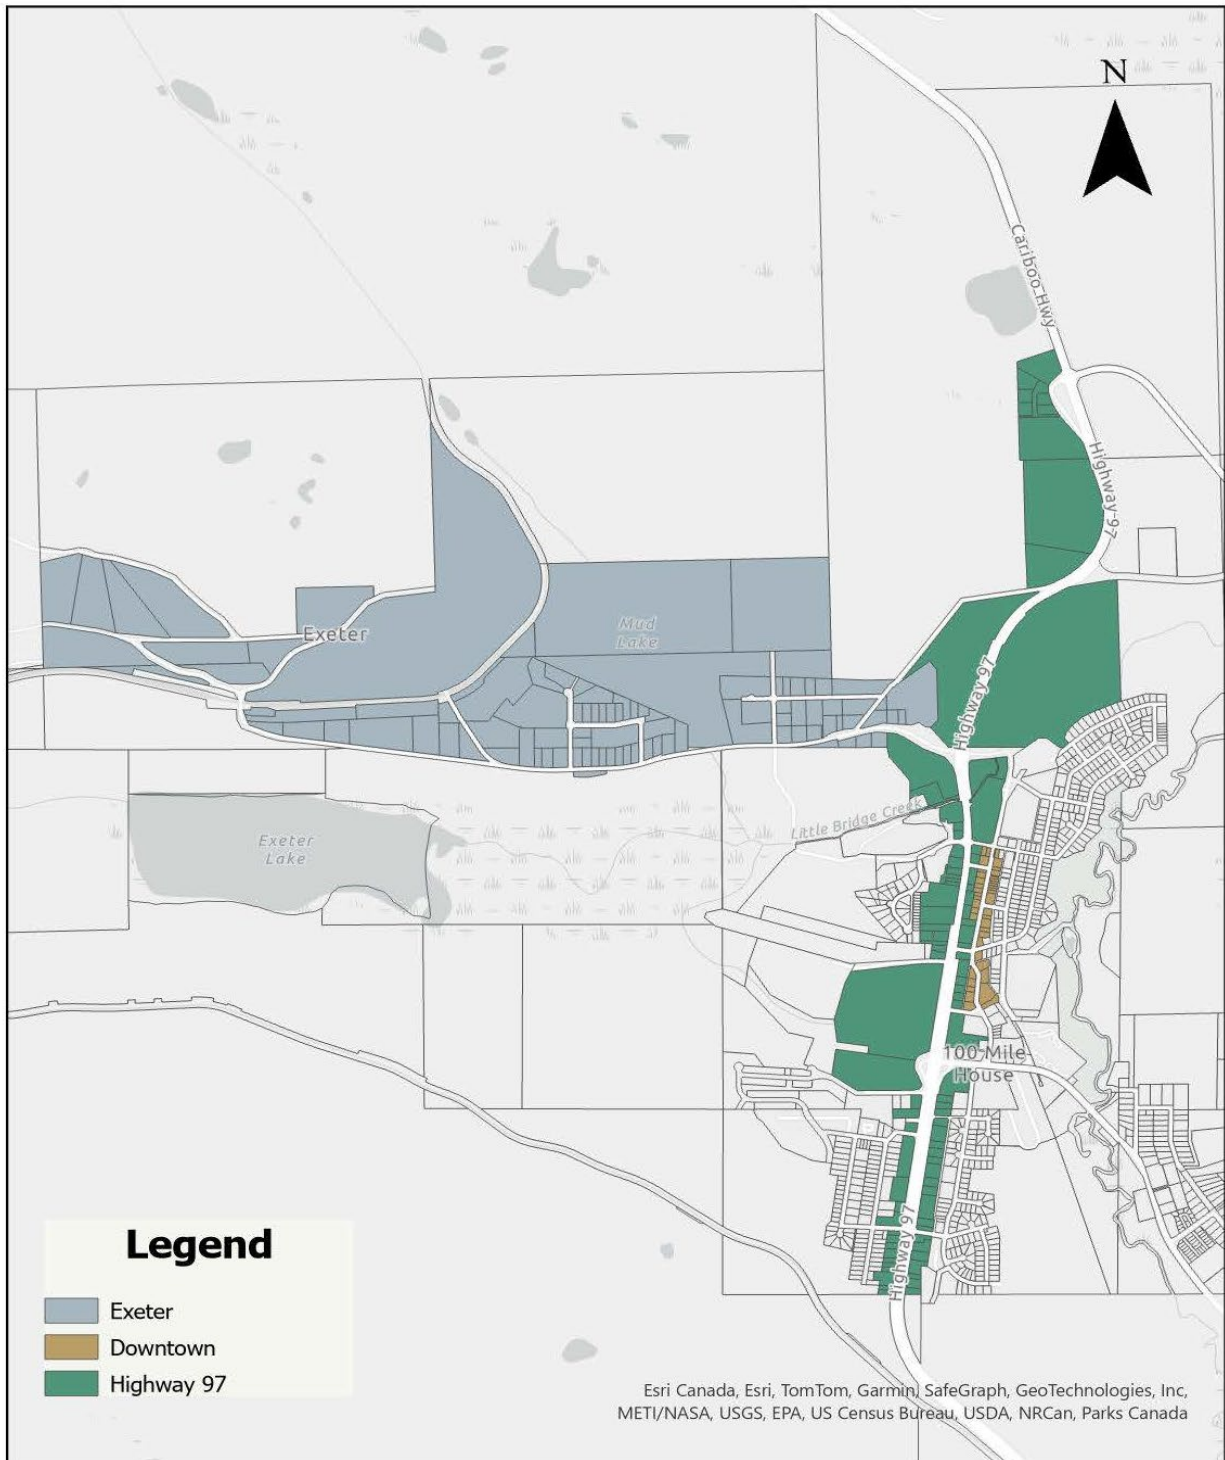 N
Cariboo Hwy
Highway 97
Exeter
Mud
Lake
Highway 97
Little Bridge Creek
Exeter
Lake
100 Mile
House
Highway 97
Legend
Exeter
Downtown
Highway 97
Esri Canada, Esri, TomTom, Garmin, SafeGraph, GeoTechnologies, Inc,
METI/NASA, USGS, EPA, US Census Bureau, USDA, NRCan, Parks Canada